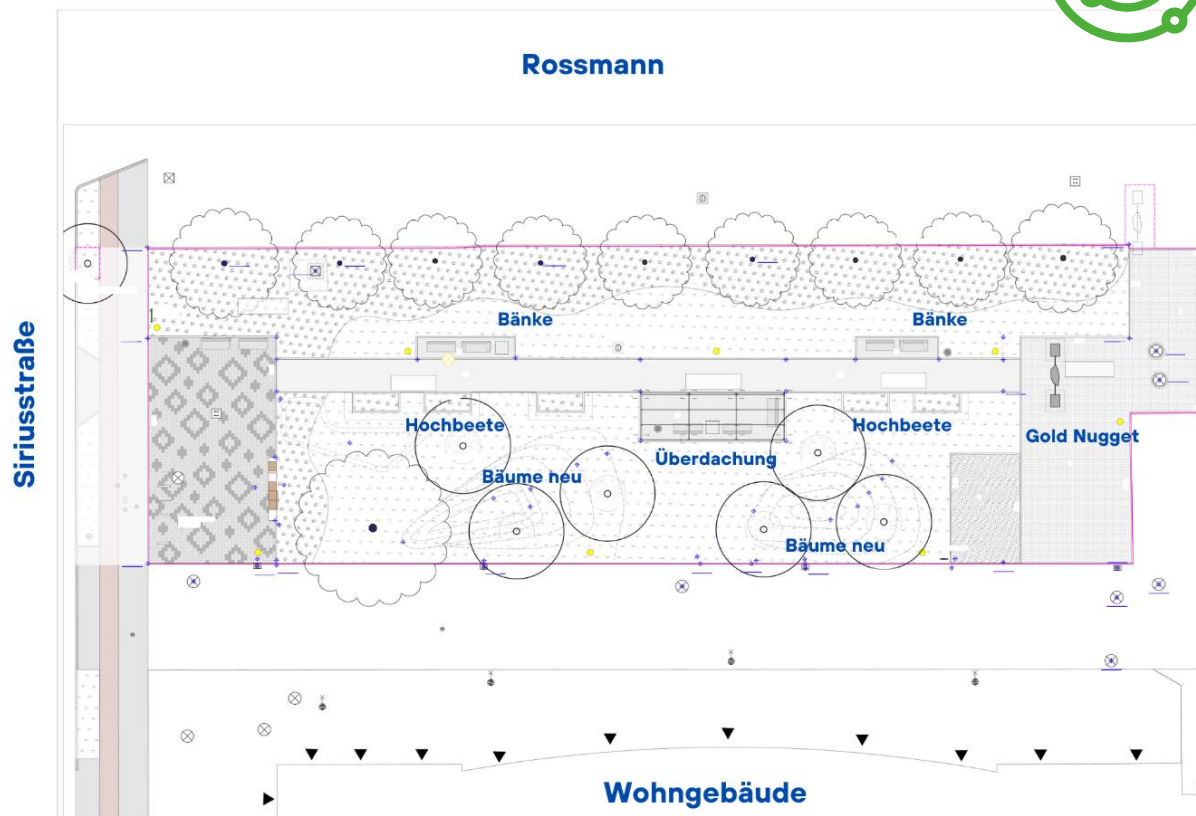 Rossmann
Siriusstraße
Bänke
Bänke
Hochbeete
Hochbeete
Überdachung
Gold Nugget
Bäume neu
Bäume neu
Wohngebäude